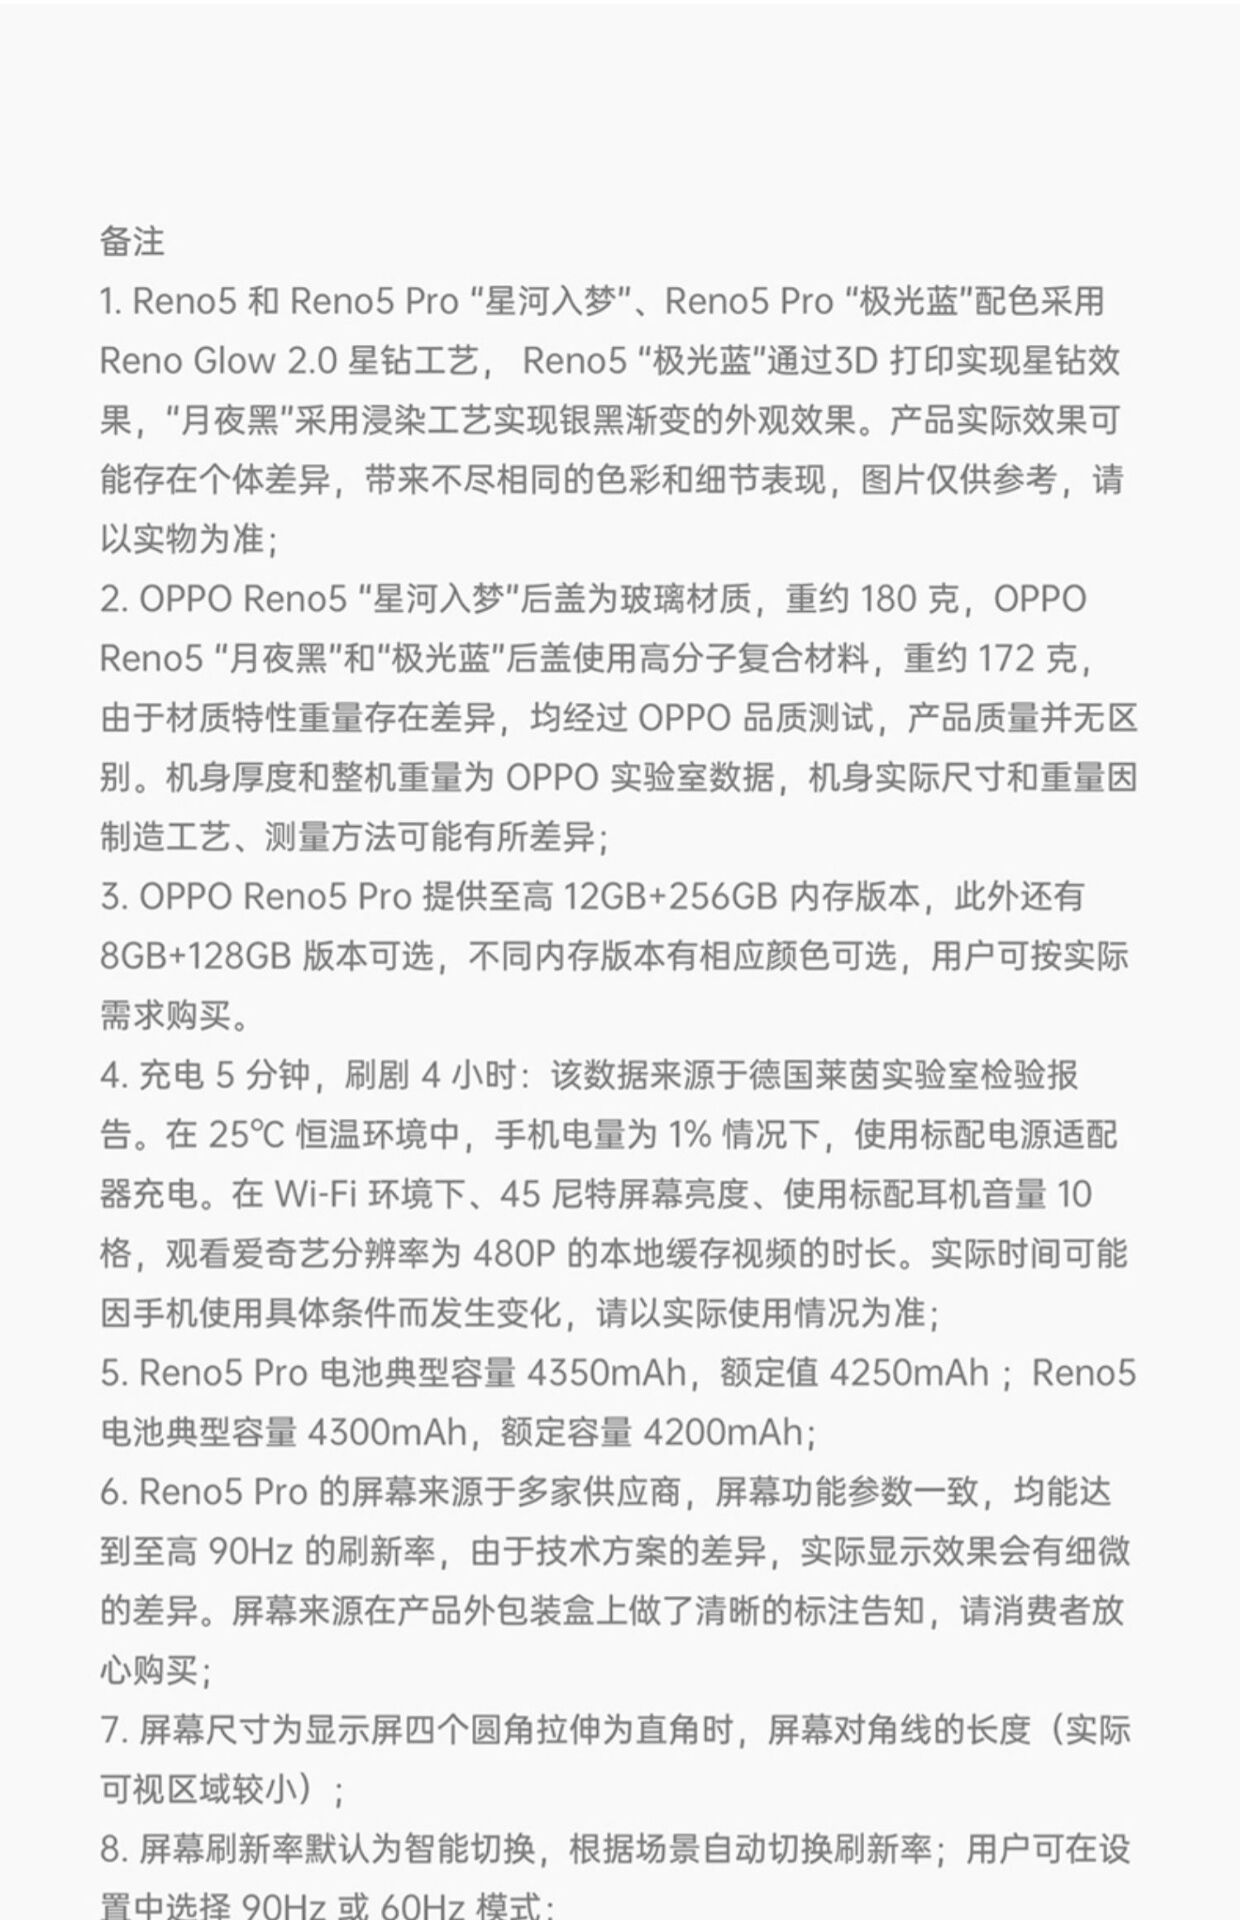 备注
1. Reno5 和 Reno5 Pro “星河入梦”、Reno5 Pro “极光蓝”配色采用
Reno Glow 2.0 星钻工艺， Reno5 “极光蓝”通过3D 打印实现星钻效
果，“月夜黑”采用浸染工艺实现银黑渐变的外观效果。产品实际效果可
能存在个体差异，带来不尽相同的色彩和细节表现，图片仅供参考，请
以实物为准；
2. OPPO Reno5 “星河入梦”后盖为玻璃材质，重约 180 克，OPPO
Reno5 “月夜黑”和“极光蓝”后盖使用高分子复合材料，重约 172 克，
由于材质特性重量存在差异，均经过 OPPO 品质测试，产品质量并无区
别。机身厚度和整机重量为 OPPO 实验室数据，机身实际尺寸和重量因
制造工艺、测量方法可能有所差异；
3. OPPO Reno5 Pro 提供至高 12GB+256GB 内存版本，此外还有
8GB+128GB 版本可选，不同内存版本有相应颜色可选，用户可按实际
需求购买。
4. 充电 5 分钟，刷剧 4 小时：该数据来源于德国莱茵实验室检验报
告。在 25℃ 恒温环境中，手机电量为 1% 情况下，使用标配电源适配
器充电。在 Wi-Fi 环境下、45 尼特屏幕亮度、使用标配耳机音量 10
格，观看爱奇艺分辨率为 480P 的本地缓存视频的时长。实际时间可能
因手机使用具体条件而发生变化，请以实际使用情况为准；
5. Reno5 Pro 电池典型容量 4350mAh，额定值 4250mAh ；Reno5
电池典型容量 4300mAh，额定容量 4200mAh；
6. Reno5 Pro 的屏幕来源于多家供应商，屏幕功能参数一致，均能达
到至高 90Hz 的刷新率，由于技术方案的差异，实际显示效果会有细微
的差异。屏幕来源在产品外包装盒上做了清晰的标注告知，请消费者放
心购买；
7. 屏幕尺寸为显示屏四个圆角拉伸为直角时，屏幕对角线的长度（实际
可视区域较小）；
8. 屏幕刷新率默认为智能切换，根据场景自动切换刷新率；用户可在设
置中选择 90Hz 或 60Hz 模式；